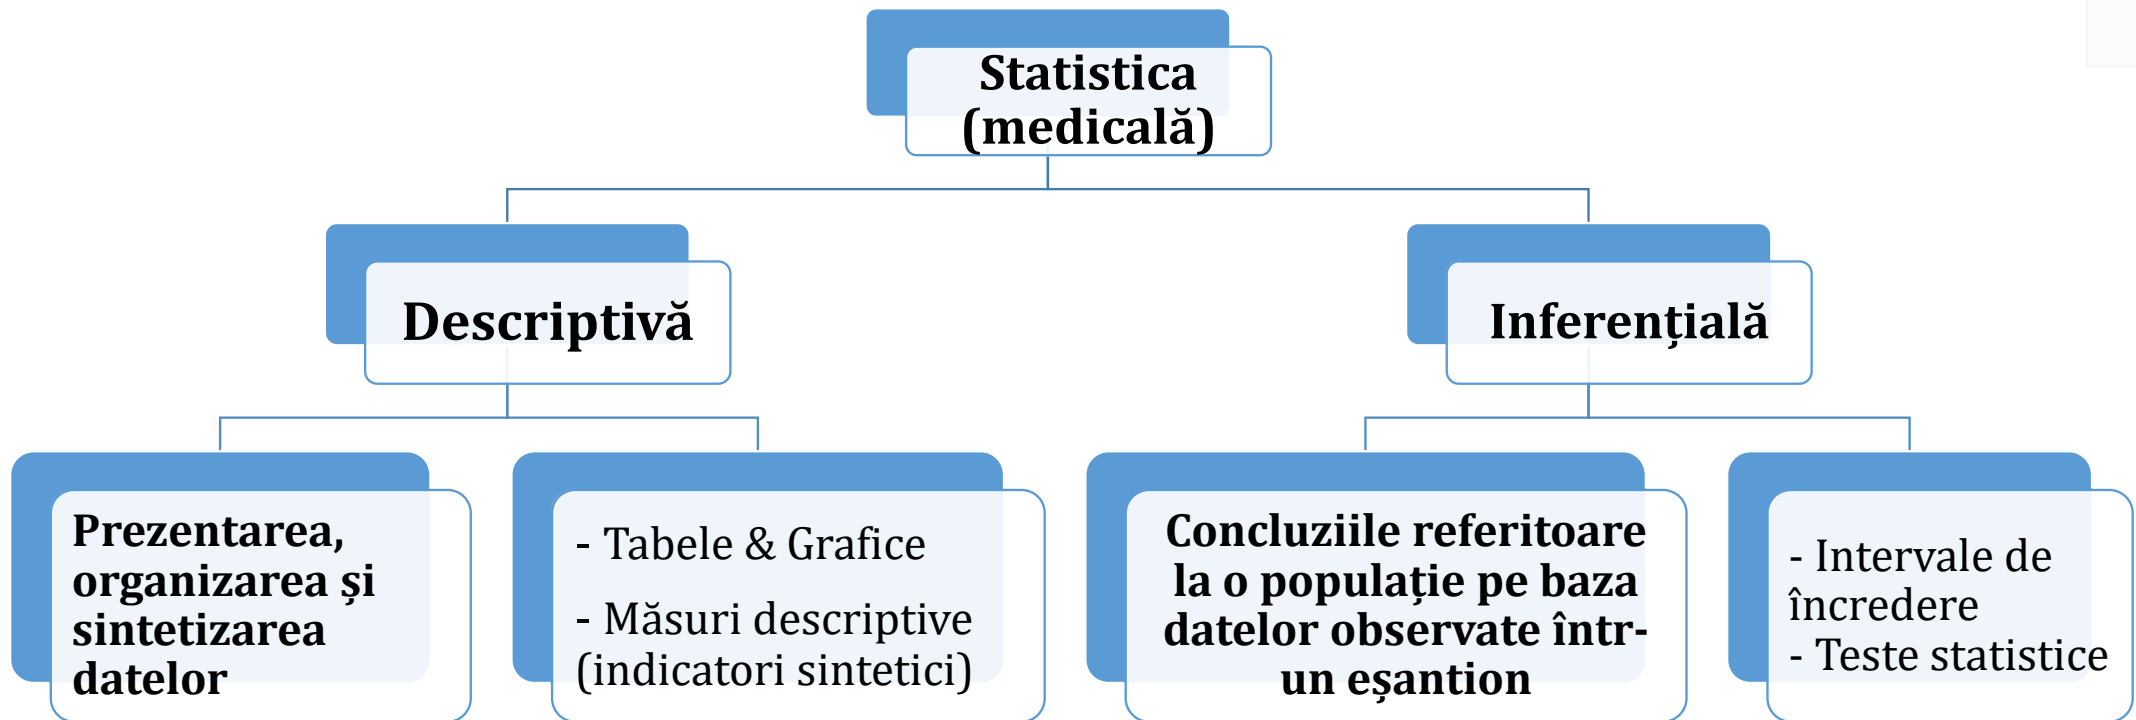 Statistica
(medicală)
Descriptivă
Inferențială
Prezentarea,
organizarea și
sintetizarea
datelor
- Tabele & Grafice
- Măsuri descriptive
(indicatori sintetici)
Concluziile referitoare
la o populație pe baza
datelor observate într-
un eșantion
- Intervale de
încredere
- Teste statistice